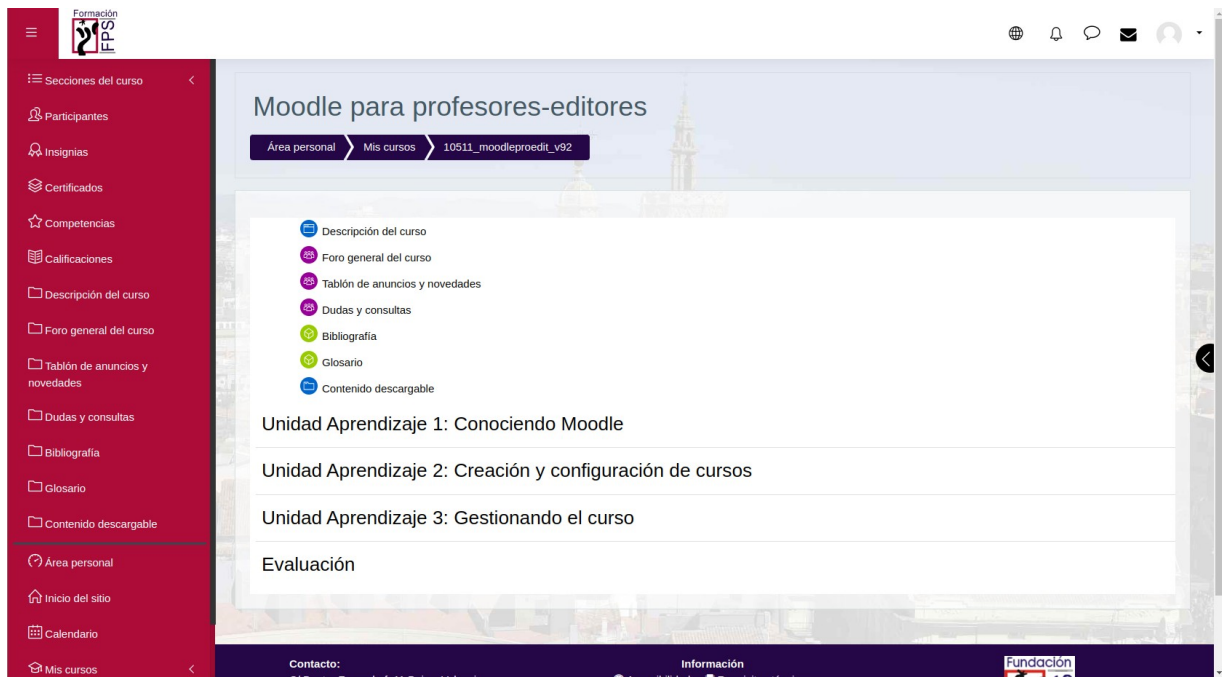 Formación
FPS
Secciones del curso
Participantes
Insignias
Certificados
Competencias
Calificaciones
Descripción del curso
Foro general del curso
Tablón de anuncios y
novedades
Dudas y consultas
Bibliografía
Glosario
Contenido descargable
Área personal
Inicio del sitio
Calendario
Mis cursos
Moodle para profesores-editores
Área personal
Mis cursos
10511_moodleproedit_v92
Descripción del curso
Foro general del curso
Tablón de anuncios y novedades
Dudas y consultas
Bibliografía
Glosario
Contenido descargable
Unidad Aprendizaje 1: Conociendo Moodle
Unidad Aprendizaje 2: Creación y configuración de cursos
Unidad Aprendizaje 3: Gestionando el curso
Evaluación
Contacto:
Información
Fundación